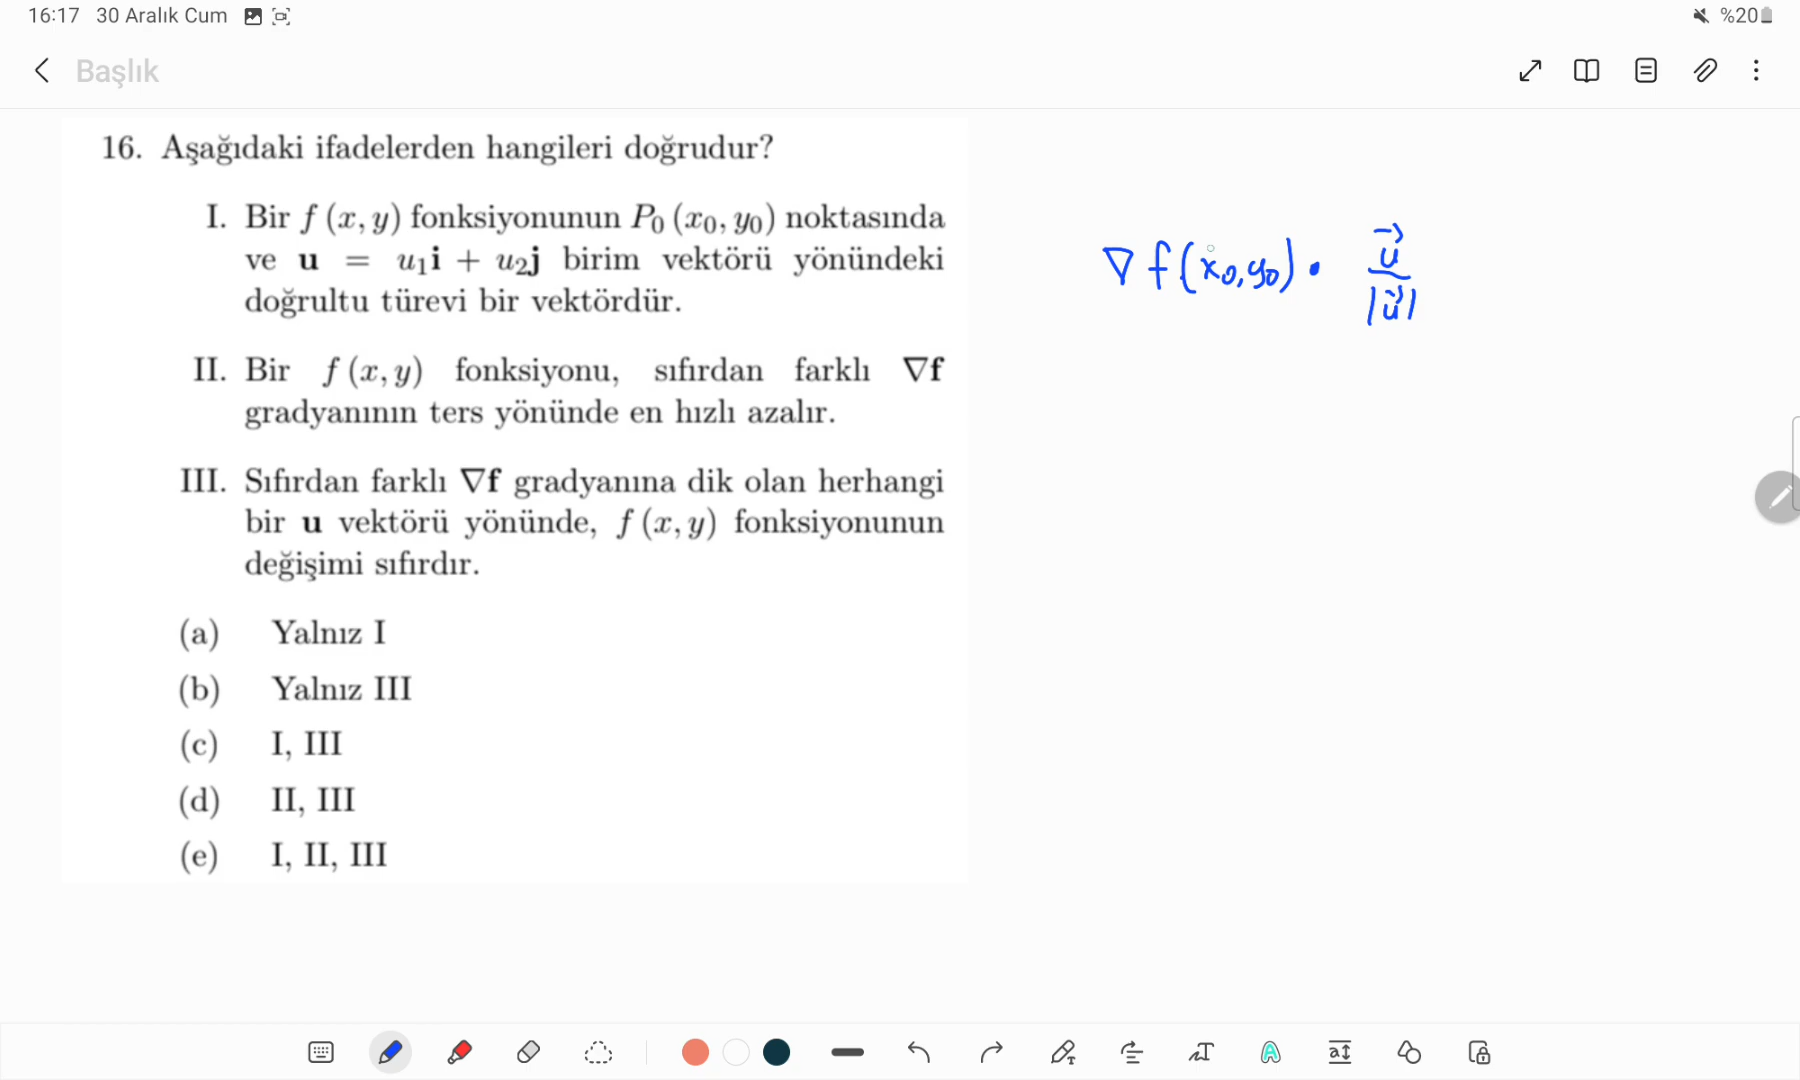 16:17 30 Aralık Cum %20
Başlık
16. Aşağıdaki ifadelerden hangileri doğrudur?
I. Bir f (x, y) fonksiyonunun P₀ (x₀, y₀) noktasında
ve u = u₁i + u₂j birim vektörü yönündeki
doğrultu türevi bir vektördür.
II. Bir f (x, y) fonksiyonu, sıfırdan farklı ∇f
gradyanının ters yönünde en hızlı azalır.
III. Sıfırdan farklı ∇f gradyanına dik olan herhangi
bir u vektörü yönünde, f (x, y) fonksiyonunun
değişimi sıfırdır.
(a) Yalnız I
(b) Yalnız III
(c) I, III
(d) II, III
(e) I, II, III
∇ f(x₀,y₀) · u⃗ / |u⃗|